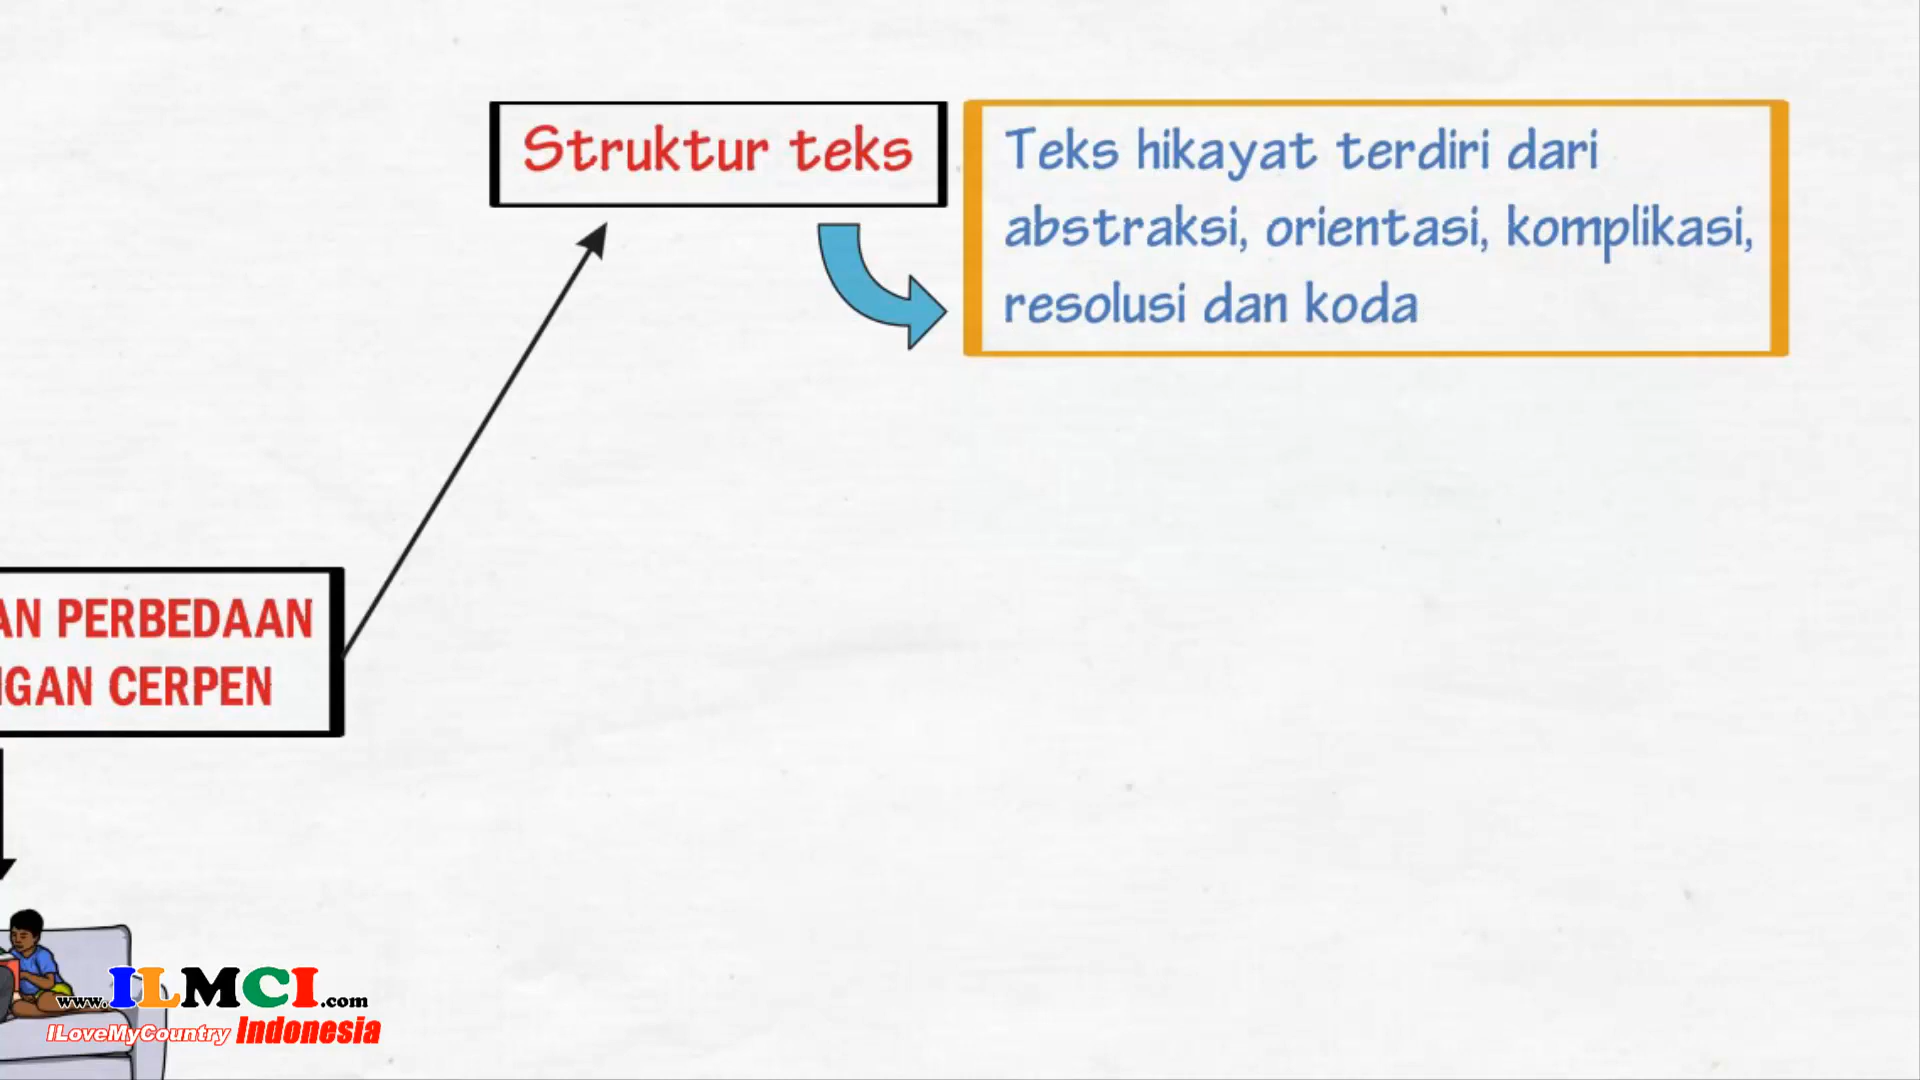 Struktur teks
Teks hikayat terdiri dari
abstraksi, orientasi, komplikasi,
resolusi dan koda
AN PERBEDAAN
NGAN CERPEN
www.ILMCI.com
ILoveMyCountry Indonesia